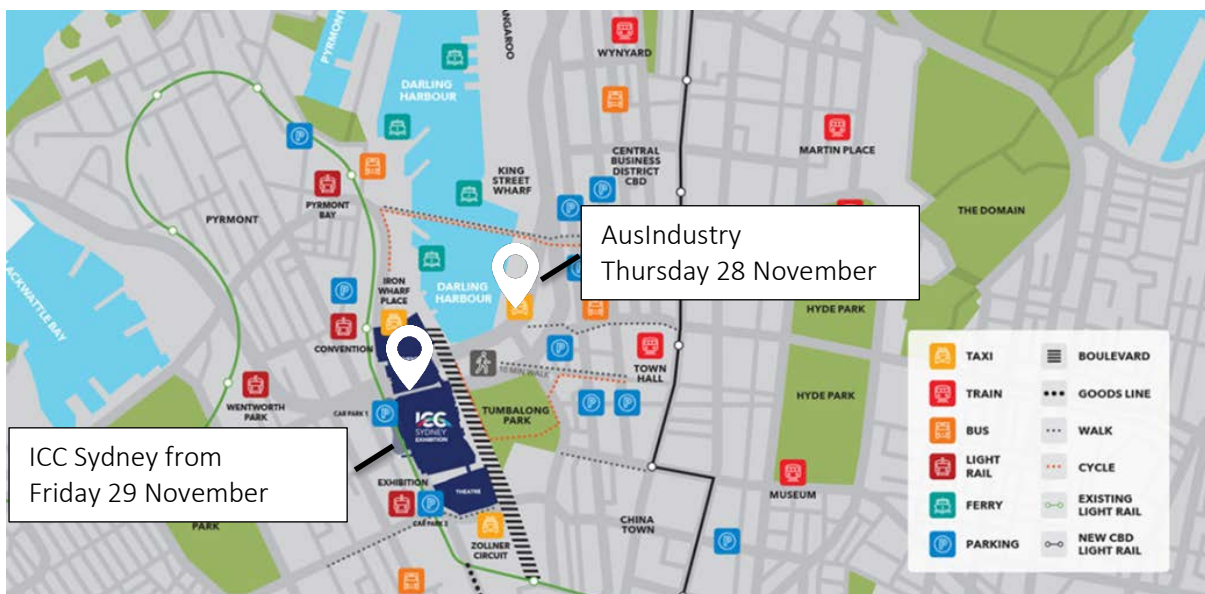 ANGAROO
PYRMONT
WYNYARD
DARLING
HARBOUR
MARTIN PLACE
CENTRAL
BUSINESS
DISTRICT
CBD
KING
STREET
WHARF
PYRMONT
BAY
PYRMONT
THE DOMAIN
AusIndustry
Thursday 28 November
LACKWATTLE BAY
IRON
WHARF
PLACE
DARLING
HARBOUR
HYDE PARK
CONVENTION
TOWN
HALL
10 MIN WALK
WENTWORTH
PARK
CAR PARK 1
ICC
SYDNEY
EXHIBITION
TUMBALONG
PARK
HYDE PARK
ICC Sydney from
Friday 29 November
EXHIBITION
THEATRE
CAR PARK 2
PARK
ZOLLNER
CIRCUIT
CHINA
TOWN
MUSEUM
TAXI
BOULEVARD
TRAIN
GOODS LINE
BUS
WALK
LIGHT
RAIL
CYCLE
FERRY
EXISTING
LIGHT RAIL
PARKING
NEW CBD
LIGHT RAIL